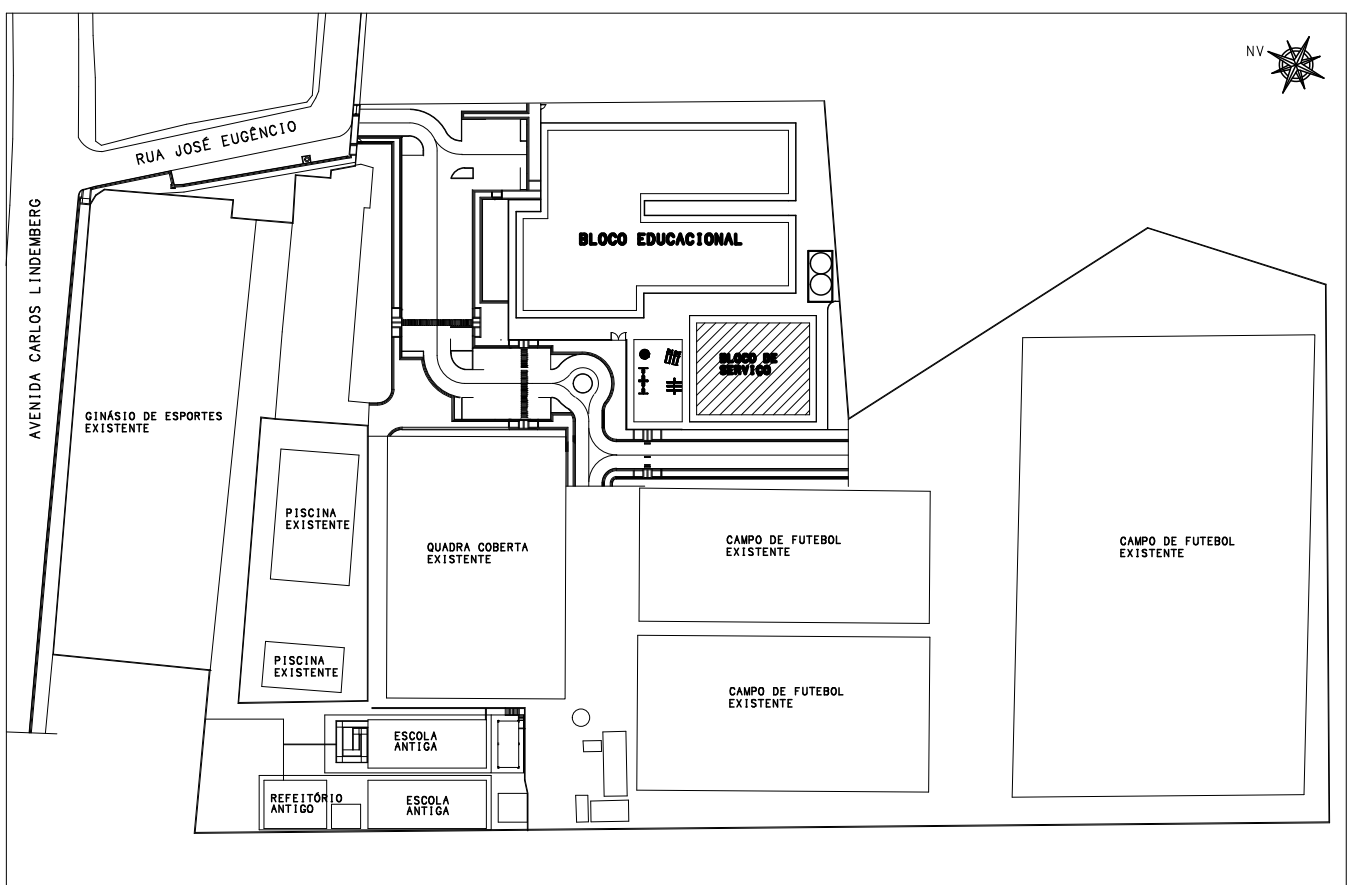 NV
RUA JOSÉ EUGÊNCIO
AVENIDA CARLOS LINDEMBERG
BLOCO EDUCACIONAL
BLOCO DE
SERVIÇO
GINÁSIO DE ESPORTES
EXISTENTE
PISCINA
EXISTENTE
QUADRA COBERTA
EXISTENTE
CAMPO DE FUTEBOL
EXISTENTE
CAMPO DE FUTEBOL
EXISTENTE
PISCINA
EXISTENTE
CAMPO DE FUTEBOL
EXISTENTE
ESCOLA
ANTIGA
REFEITÓRIO
ANTIGO
ESCOLA
ANTIGA